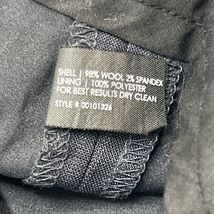 SHELL | 98% WOOL 2% SPANDEX
LINING | 100% POLYESTER
FOR BEST RESULTS DRY CLEAN
STYLE # 00101326